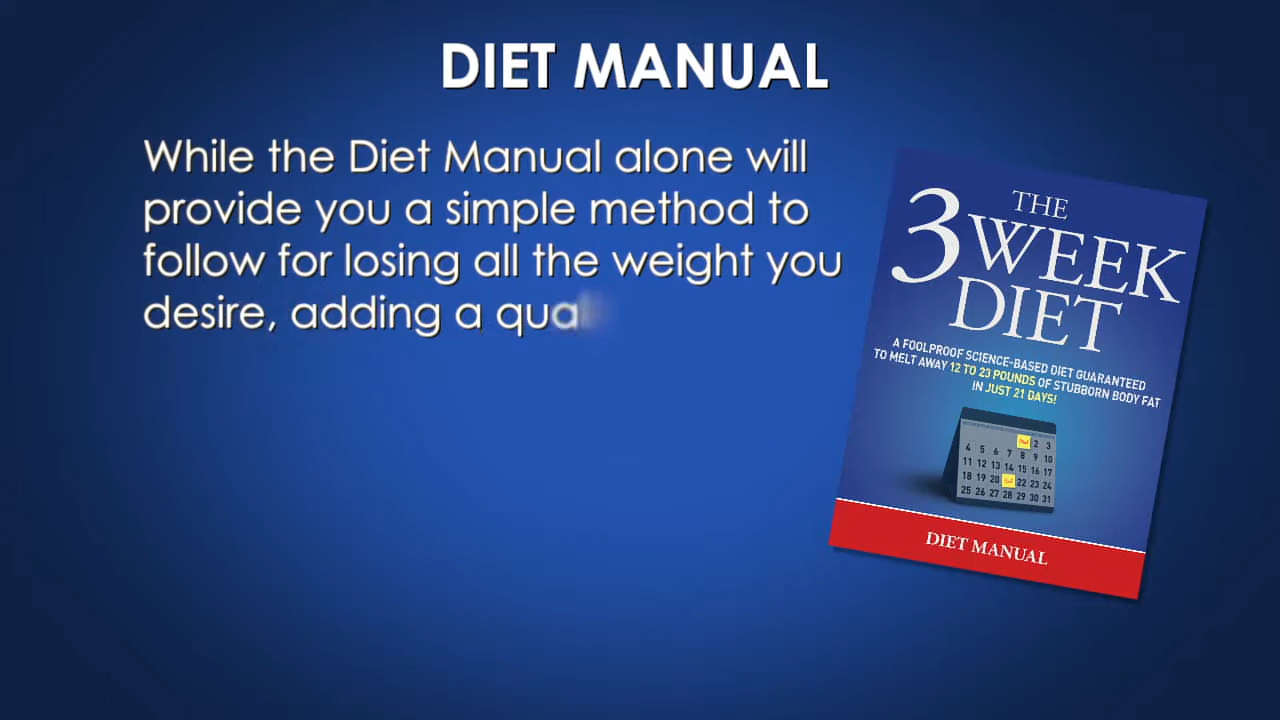 DIET MANUAL
While the Diet Manual alone will
provide you a simple method to
follow for losing all the weight you
desire, adding a
THE
3 WEEK
DIET
A FOOLPROOF SCIENCE-BASED DIET GUARANTEED
TO MELT AWAY 12 TO 23 POUNDS OF STUBBORN BODY FAT
IN JUST 21 DAYS!
2 3
4 5 6 7 8 9 10
11 12 13 14 15 16 17
18 19 20 22 23 24
25 26 27 28 29 30 31
DIET MANUAL